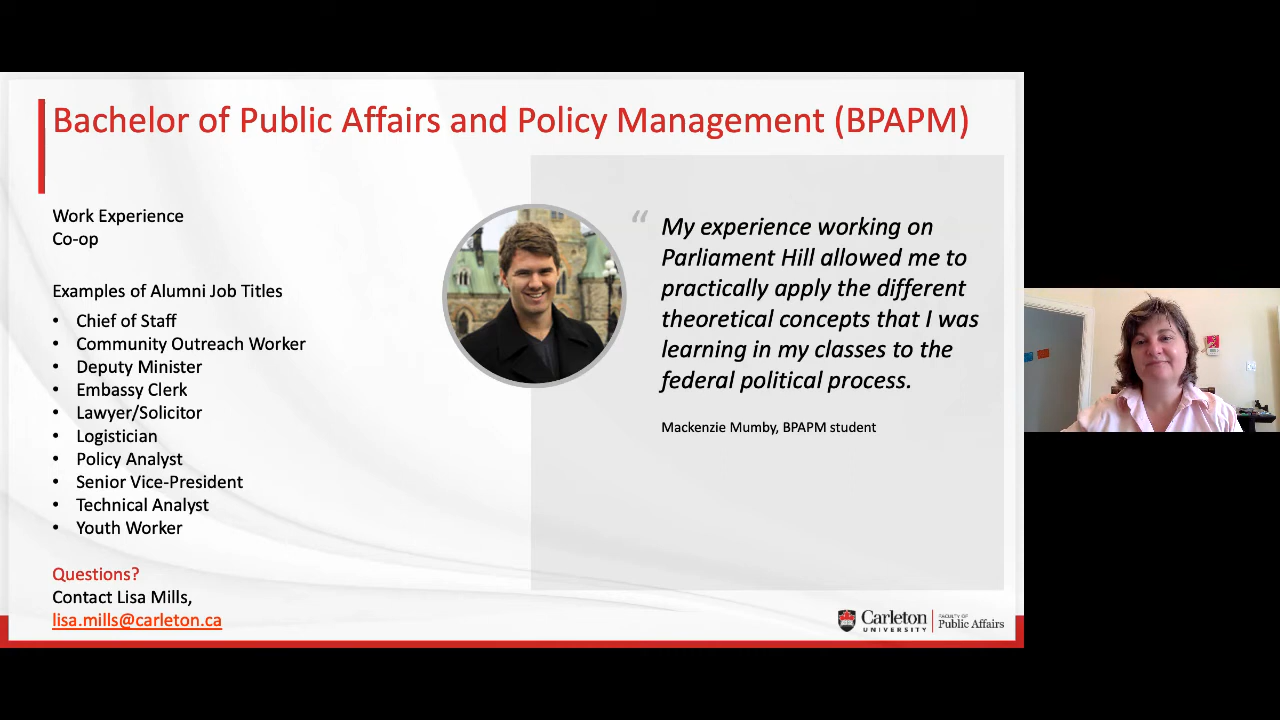 Bachelor of Public Affairs and Policy Management (BPAPM)
Work Experience
Co-op
Examples of Alumni Job Titles
• Chief of Staff
• Community Outreach Worker
• Deputy Minister
• Embassy Clerk
• Lawyer/Solicitor
• Logistician
• Policy Analyst
• Senior Vice-President
• Technical Analyst
• Youth Worker
Questions?
Contact Lisa Mills,
lisa.mills@carleton.ca
“ My experience working on
Parliament Hill allowed me to
practically apply the different
theoretical concepts that I was
learning in my classes to the
federal political process.
Mackenzie Mumby, BPAPM student
Carleton
UNIVERSITY
FACULTY OF
Public Affairs